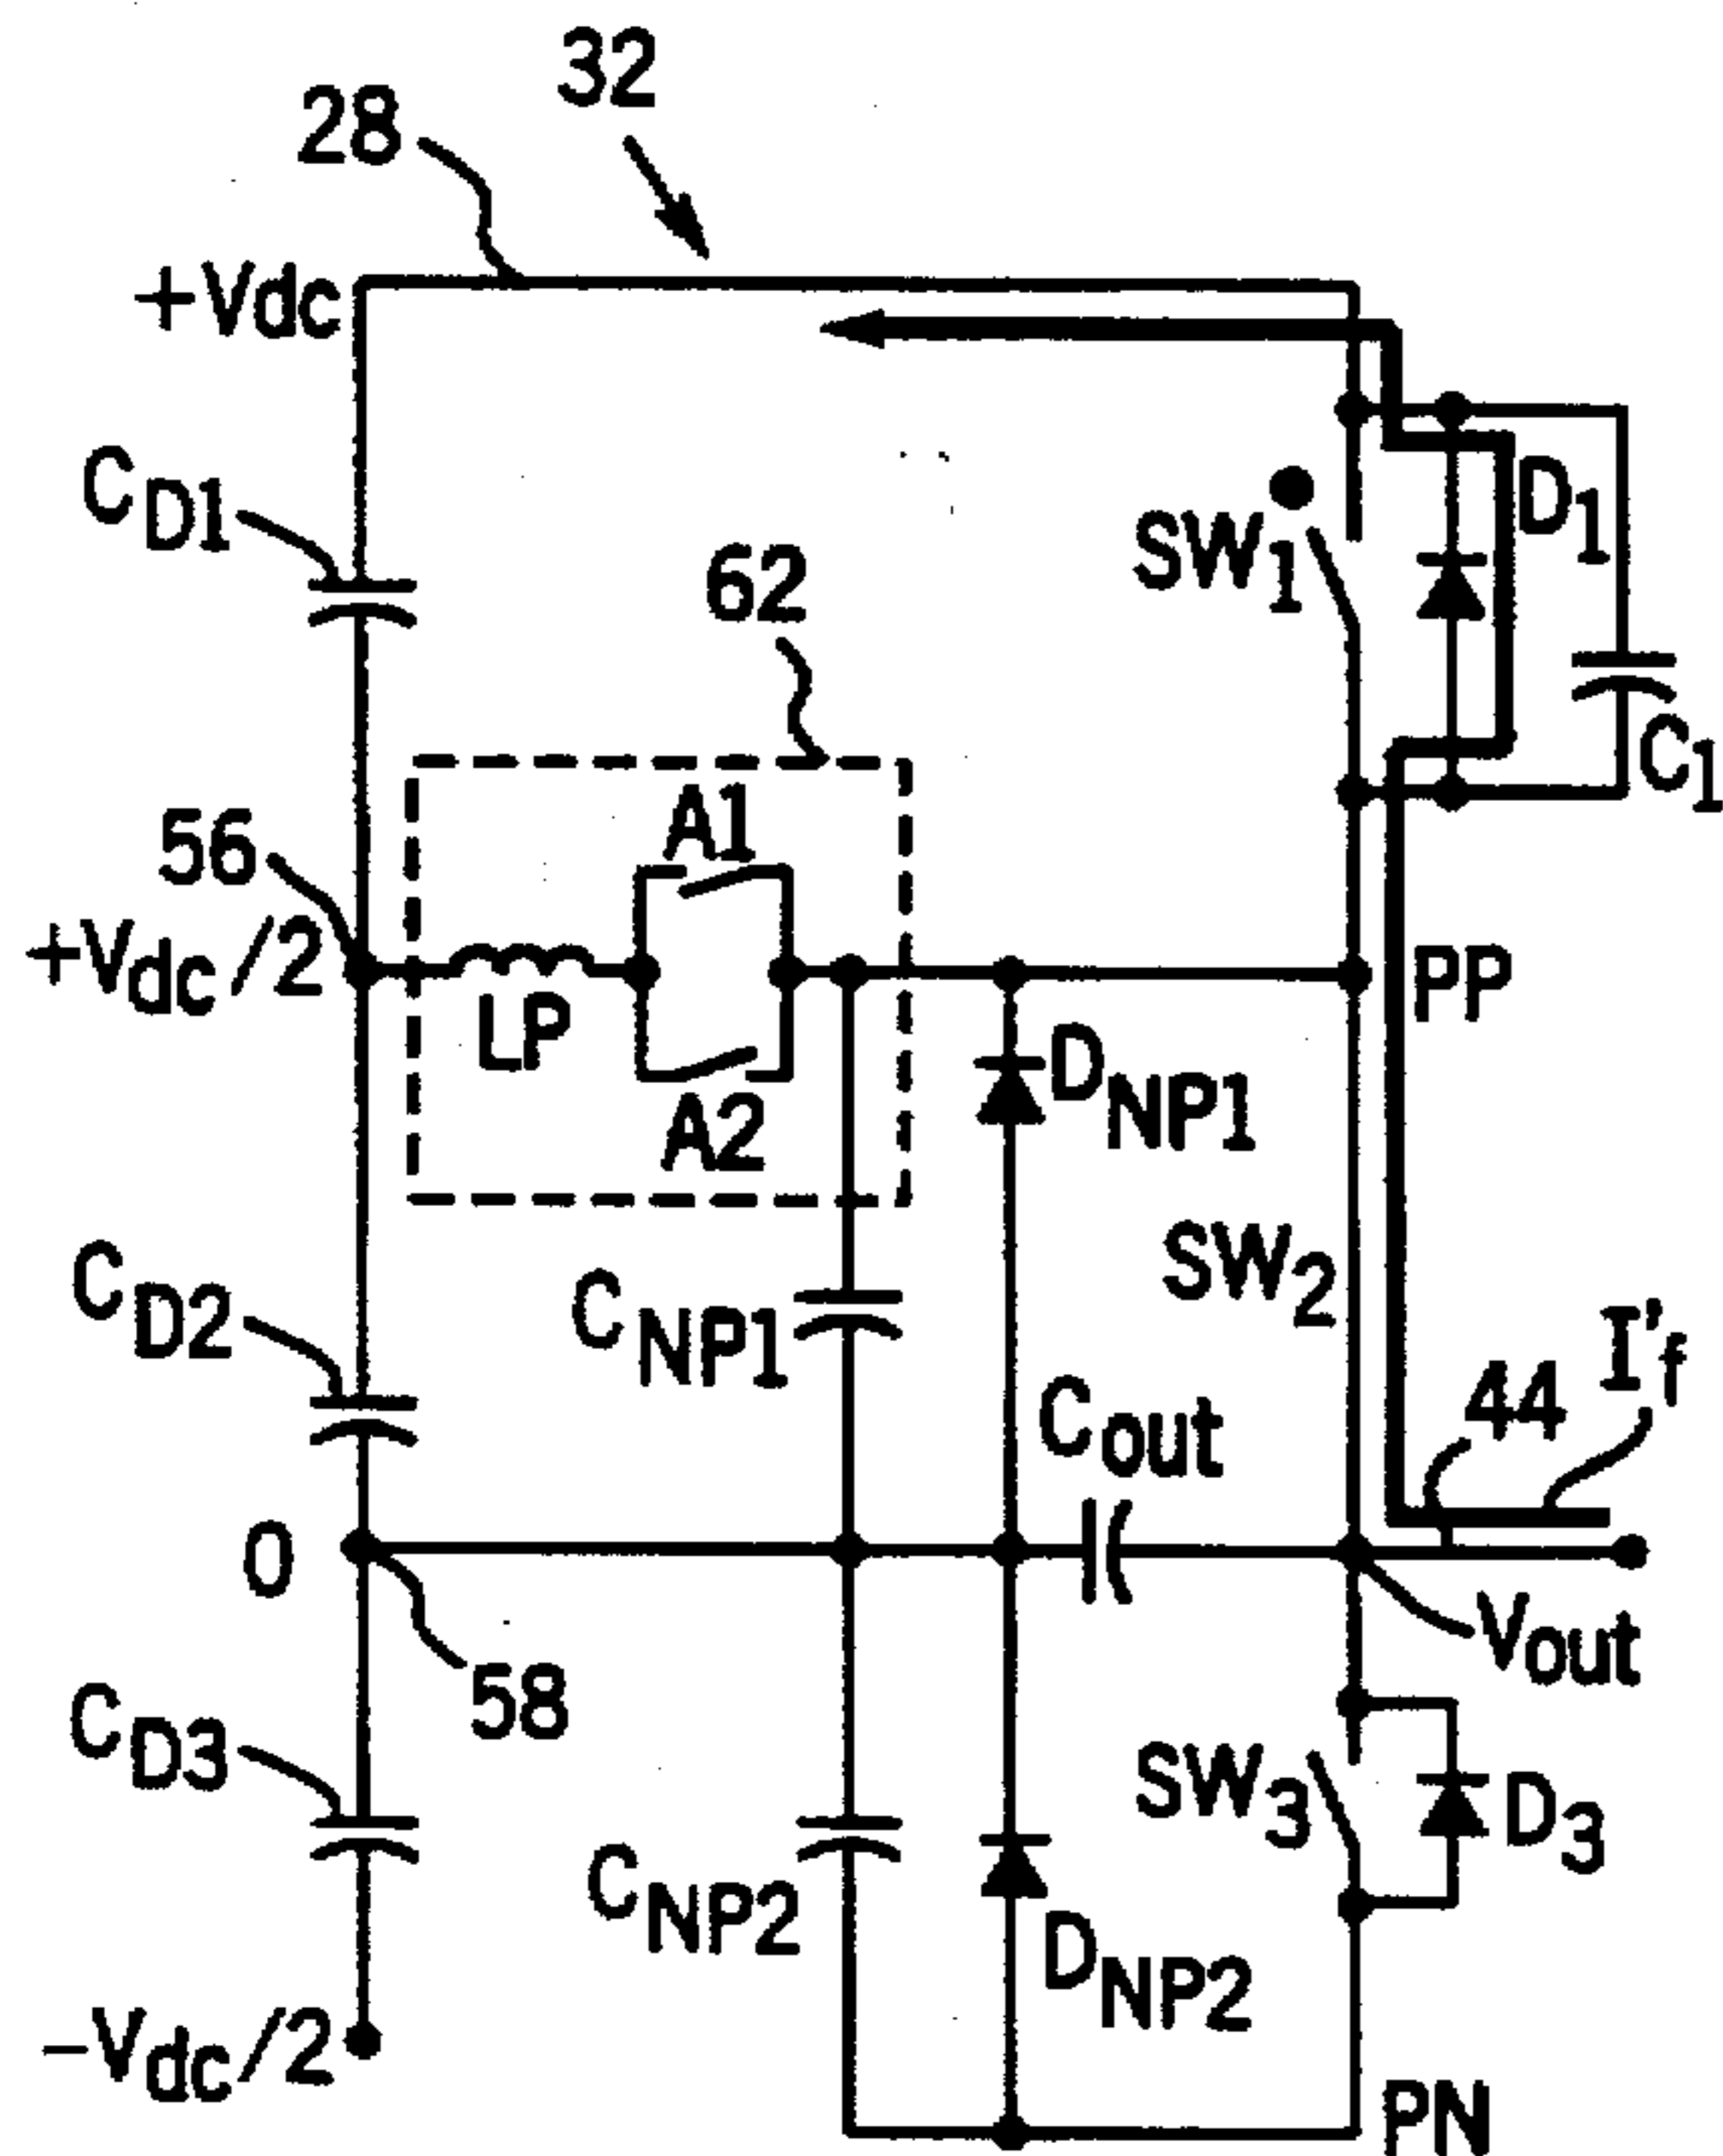 32
28
+Vdc
CD1
D1
SW1
62
C1
A1
56
+Vdc/2
PP
LP
DNP1
A2
SW2
CD2
CNP1
I'f
44
Cout
0
Vout
58
CD3
SW3
D3
CNP2
DNP2
-Vdc/2
PN